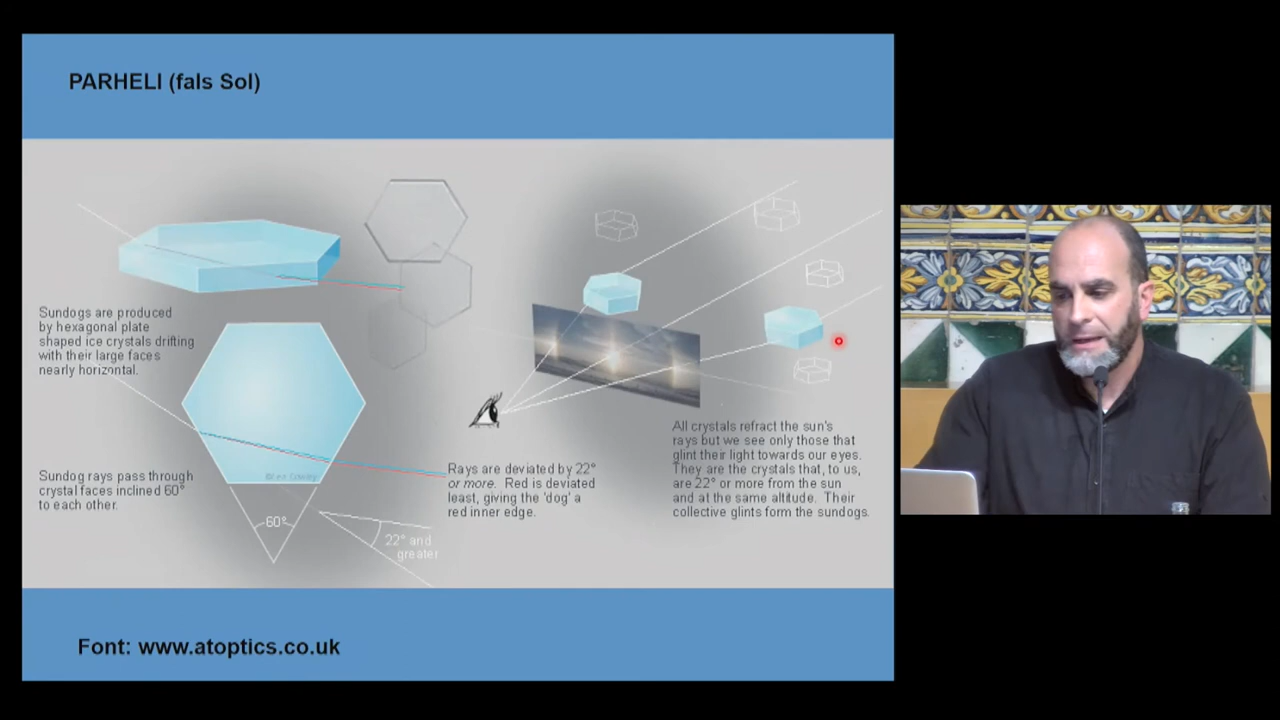 PARHELI (fals Sol)
Sundogs are produced
by hexagonal plate
shaped ice crystals drifting
with their large faces
nearly horizontal.
Sundog rays pass through
crystal faces inclined 60°
to each other.
60°
22° and
greater
Rays are deviated by 22°
or more. Red is deviated
least, giving the 'dog' a
red inner edge.
All crystals refract the sun's
rays but we see only those that
glint their light towards our eyes.
They are the crystals that, to us,
are 22° or more from the sun
and at the same altitude. Their
collective glints form the sundogs.
Font: www.atoptics.co.uk